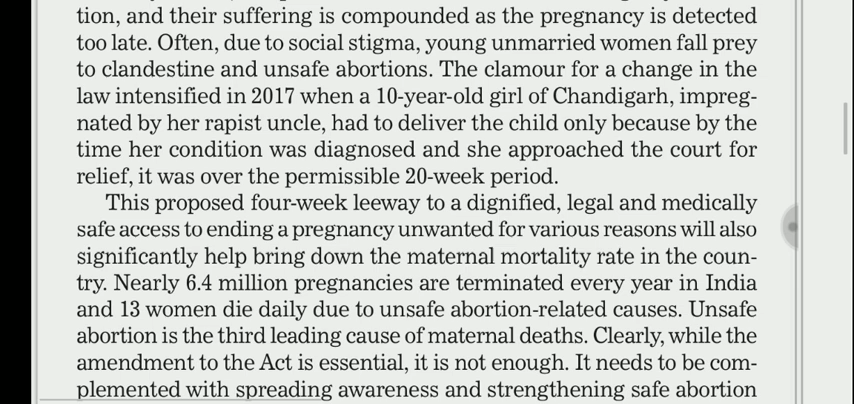 tion, and their suffering is compounded as the pregnancy is detected
too late. Often, due to social stigma, young unmarried women fall prey
to clandestine and unsafe abortions. The clamour for a change in the
law intensified in 2017 when a 10-year-old girl of Chandigarh, impreg-
nated by her rapist uncle, had to deliver the child only because by the
time her condition was diagnosed and she approached the court for
relief, it was over the permissible 20-week period.
This proposed four-week leeway to a dignified, legal and medically
safe access to ending a pregnancy unwanted for various reasons will also
significantly help bring down the maternal mortality rate in the coun-
try. Nearly 6.4 million pregnancies are terminated every year in India
and 13 women die daily due to unsafe abortion-related causes. Unsafe
abortion is the third leading cause of maternal deaths. Clearly, while the
amendment to the Act is essential, it is not enough. It needs to be com-
plemented with spreading awareness and strengthening safe abortion